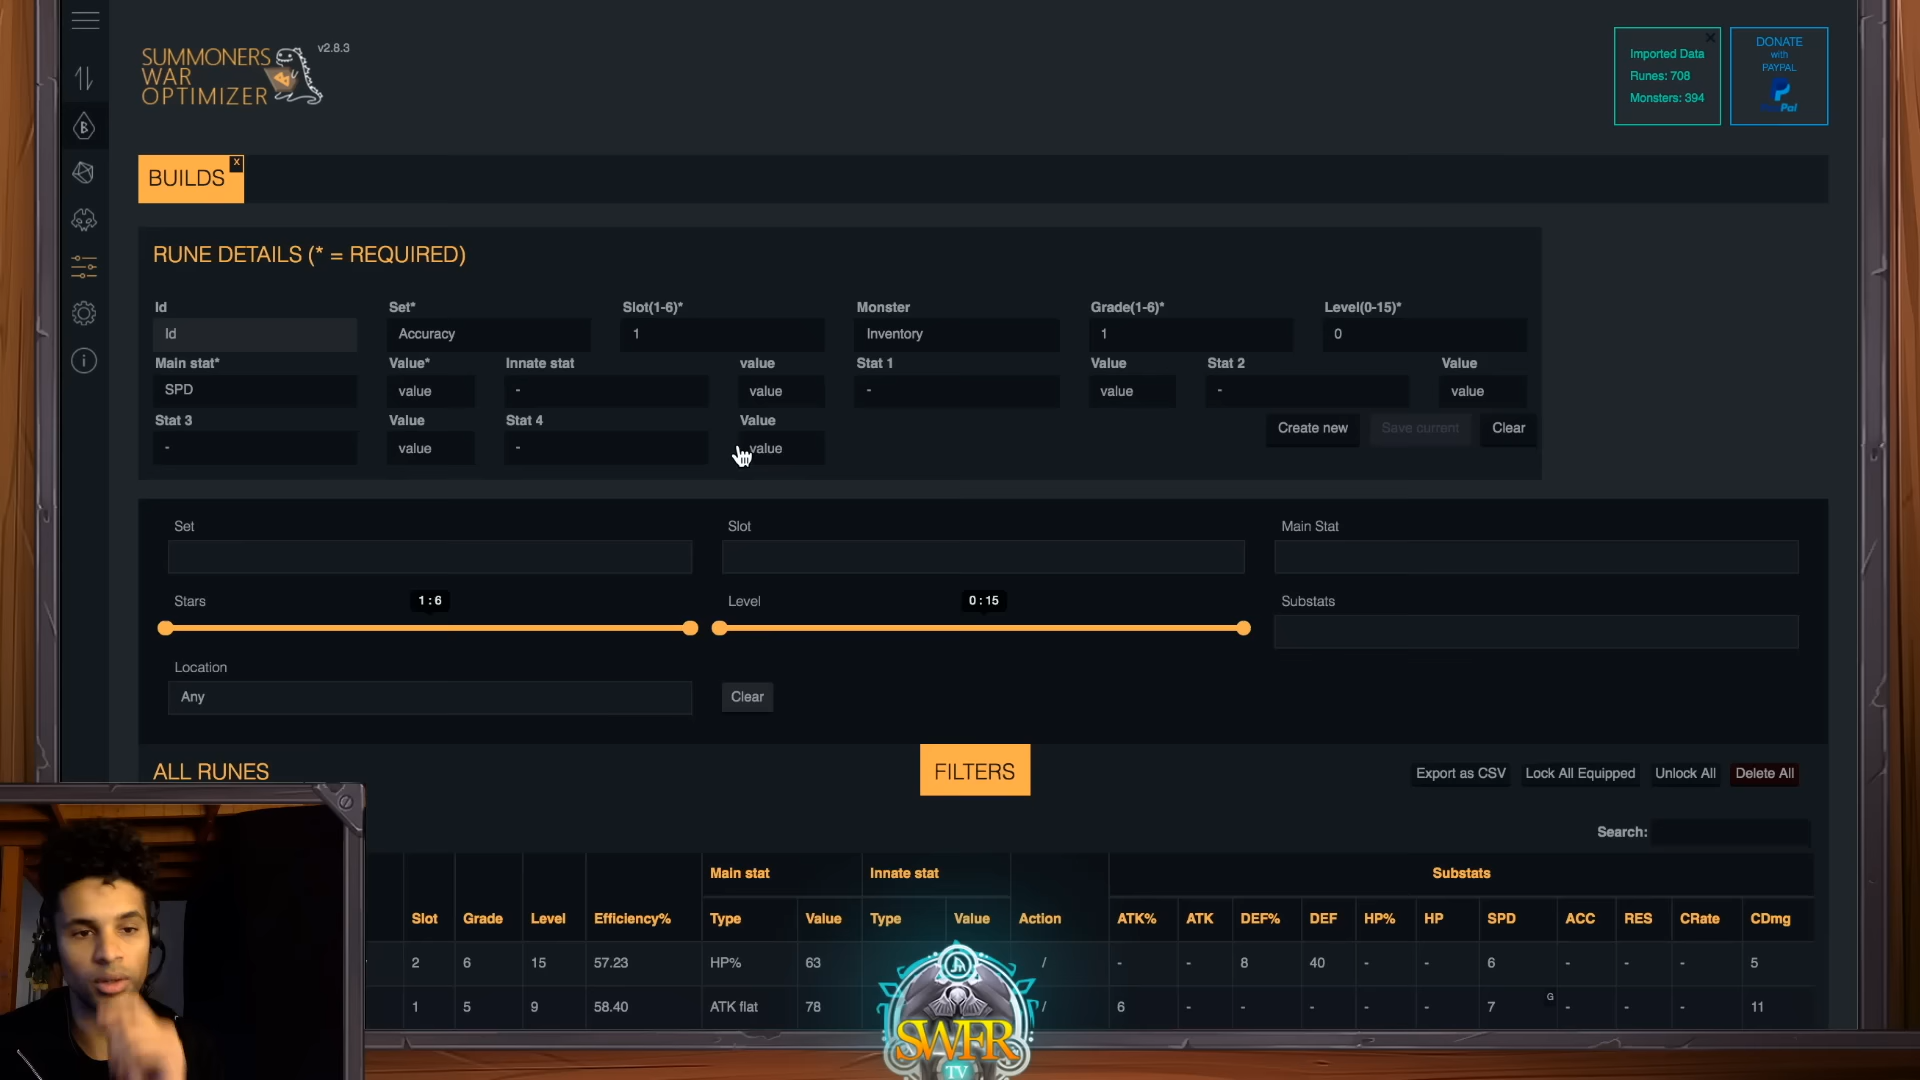 SUMMONERS
WAR
OPTIMIZER
v2.8.3
Imported Data
Runes: 708
Monsters: 394
x
DONATE
with
PAYPAL
BUILDS
x
RUNE DETAILS (* = REQUIRED)
Id Set* Slot(1-6)* Monster Grade(1-6)* Level(0-15)*
Id Accuracy 1 Inventory 1 0
Main stat* Value* Innate stat value Stat 1 Value Stat 2 Value
SPD value - value - value - value
Stat 3 Value Stat 4 Value
- value - value
Create new Save current Clear
Set Slot Main Stat
Stars 1 : 6 Level 0 : 15 Substats
Location
Any Clear
ALL RUNES FILTERS Export as CSV Lock All Equipped Unlock All Delete All
Search:
Main stat Innate stat Substats
Slot Grade Level Efficiency% Type Value Type Value Action ATK% ATK DEF% DEF HP% HP SPD ACC RES CRate CDmg
2 6 15 57.23 HP% 63 / - - 8 40 - - 6 - - - 5
1 5 9 58.40 ATK flat 78 / 6 - - - - - 7 G - - - 11
SWFR
TV